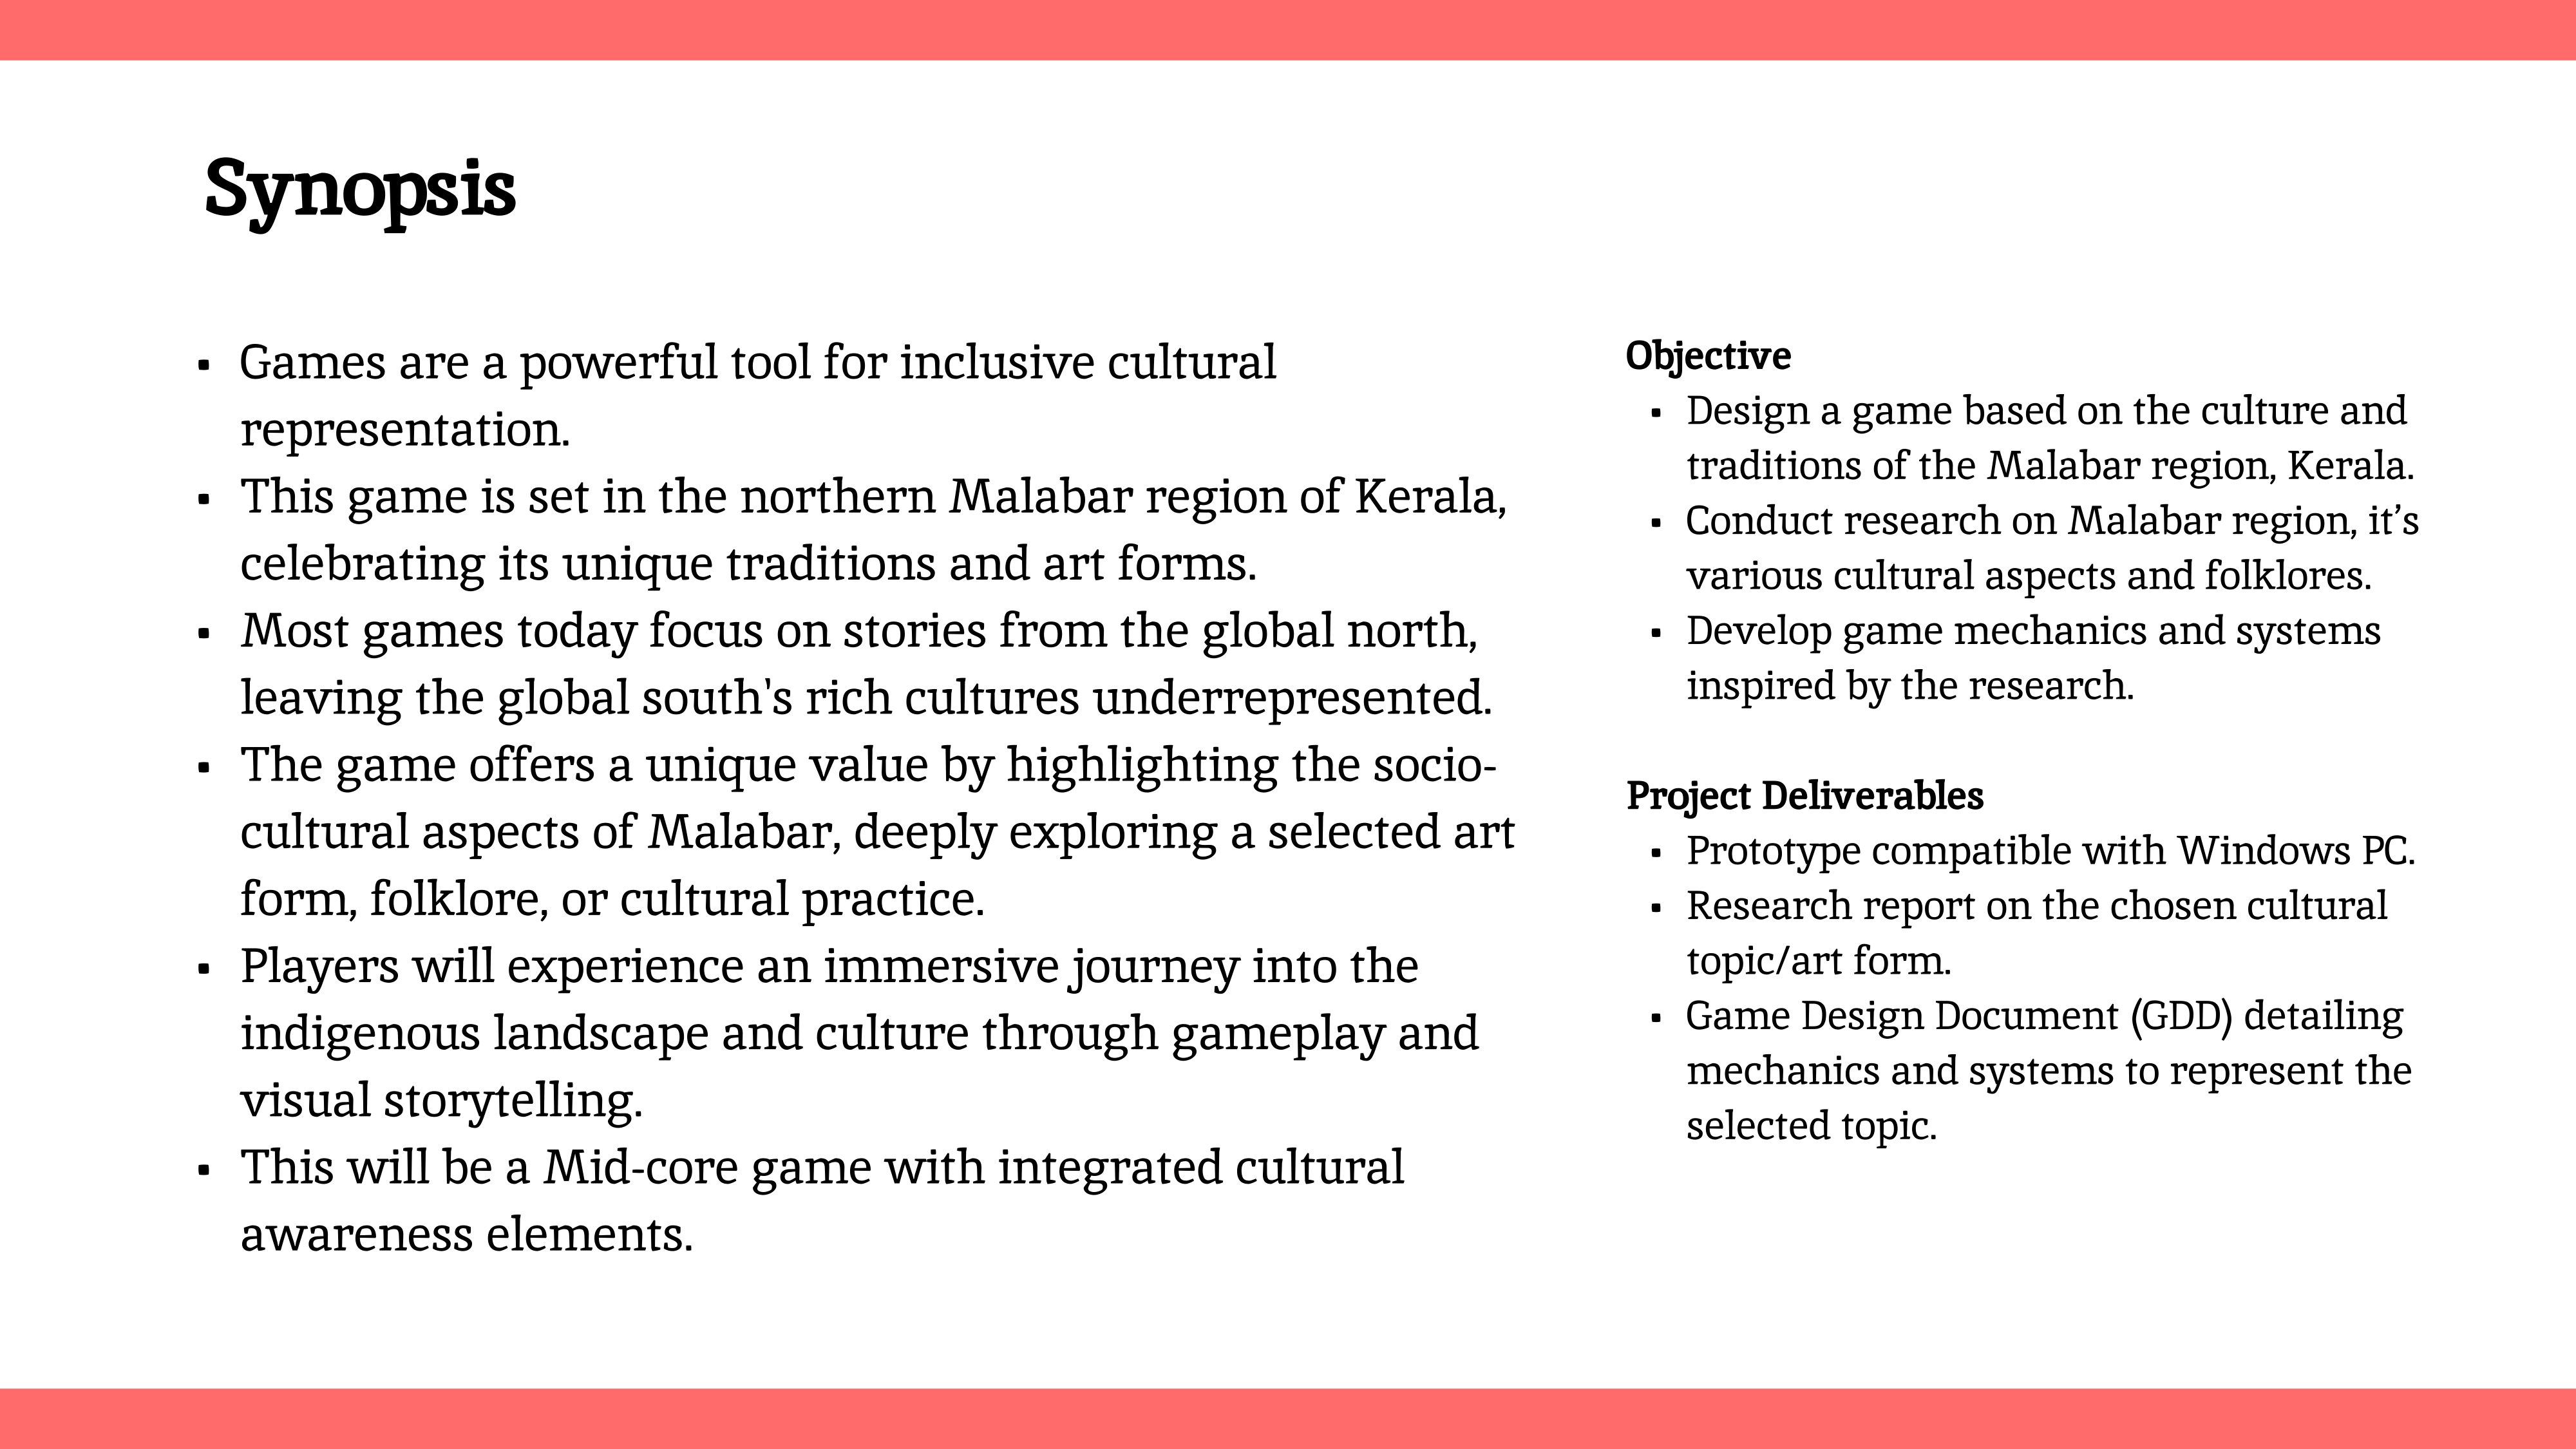 Synopsis
▪ Games are a powerful tool for inclusive cultural
representation.
▪ This game is set in the northern Malabar region of Kerala,
celebrating its unique traditions and art forms.
▪ Most games today focus on stories from the global north,
leaving the global south's rich cultures underrepresented.
▪ The game offers a unique value by highlighting the socio-
cultural aspects of Malabar, deeply exploring a selected art
form, folklore, or cultural practice.
▪ Players will experience an immersive journey into the
indigenous landscape and culture through gameplay and
visual storytelling.
▪ This will be a Mid-core game with integrated cultural
awareness elements.
Objective
▪ Design a game based on the culture and
traditions of the Malabar region, Kerala.
▪ Conduct research on Malabar region, it’s
various cultural aspects and folklores.
▪ Develop game mechanics and systems
inspired by the research.
Project Deliverables
▪ Prototype compatible with Windows PC.
▪ Research report on the chosen cultural
topic/art form.
▪ Game Design Document (GDD) detailing
mechanics and systems to represent the
selected topic.